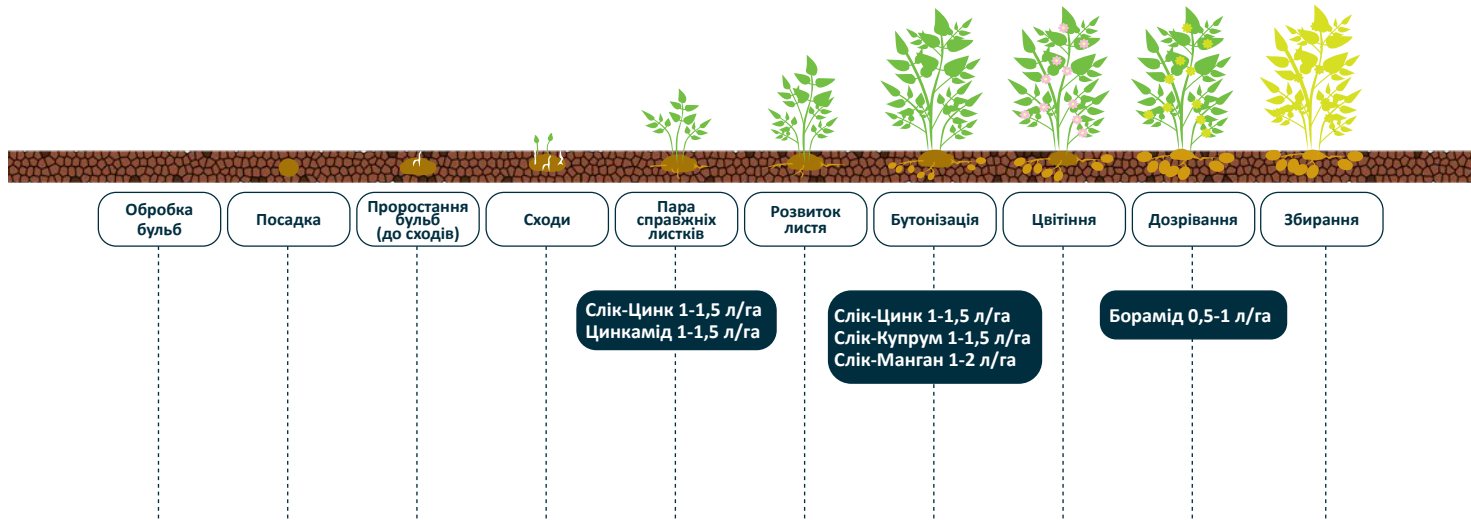 Обробка
бульб
Посадка
Проростання
бульб
(до сходів)
Сходи
Пара
справжніх
листків
Розвиток
листя
Бутонізація
Цвітіння
Дозрівання
Збирання
Слік-Цинк 1-1,5 л/га
Цинкамід 1-1,5 л/га
Слік-Цинк 1-1,5 л/га
Слік-Купрум 1-1,5 л/га
Слік-Манган 1-2 л/га
Борамід 0,5-1 л/га